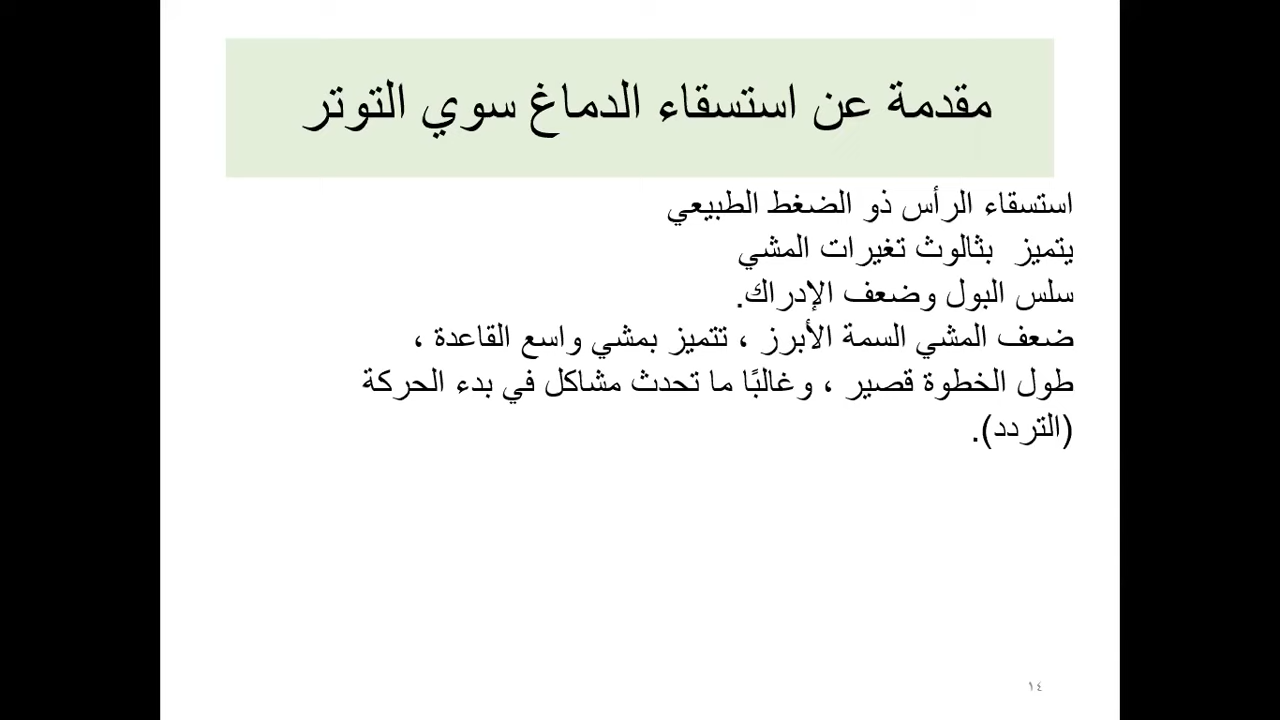 مقدمة عن استسقاء الدماغ سوي التوتر
استسقاء الرأس ذو الضغط الطبيعي
يتميز بثالوث تغيرات المشي
سلس البول وضعف الإدراك.
ضعف المشي السمة الأبرز ، تتميز بمشي واسع القاعدة ،
طول الخطوة قصير ، وغالبًا ما تحدث مشاكل في بدء الحركة
(التردد).
١٤